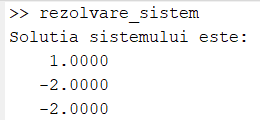 >> rezolvare_sistem
Solutia sistemului este:
1.0000
-2.0000
-2.0000